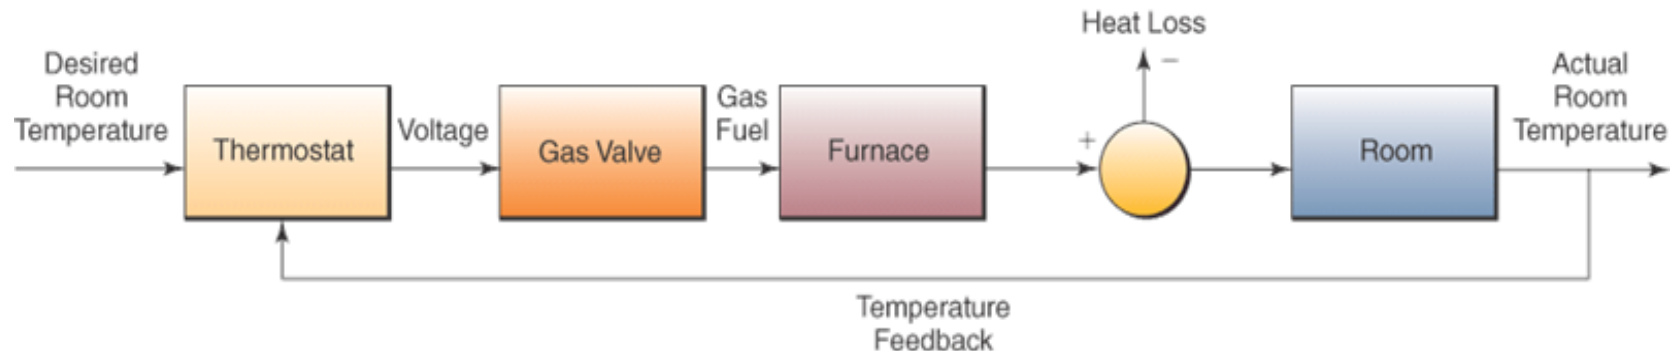 Heat Loss
−
Desired
Room
Temperature
Thermostat
Voltage
Gas Valve
Gas
Fuel
Furnace
+
Room
Actual
Room
Temperature
Temperature
Feedback